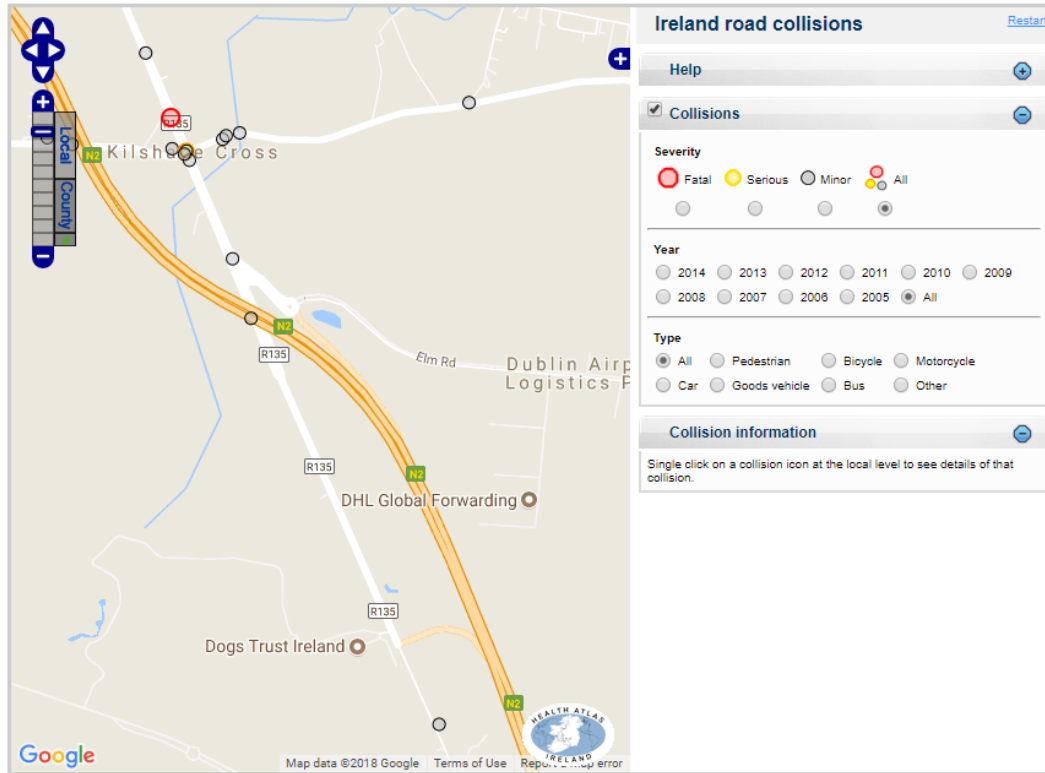 R135
Kilshane Cross
N2
Local
County
N2
R135
Elm Rd
Dublin Airp
Logistics P
R135
N2
DHL Global Forwarding
R135
Dogs Trust Ireland
N2
HEALTH ATLAS
IRELAND
Google
Map data ©2018 Google Terms of Use Report a map error
Ireland road collisions Restart
Help
Collisions
Severity
Fatal Serious Minor All
Year
2014 2013 2012 2011 2010 2009
2008 2007 2006 2005 All
Type
All Pedestrian Bicycle Motorcycle
Car Goods vehicle Bus Other
Collision information
Single click on a collision icon at the local level to see details of that
collision.